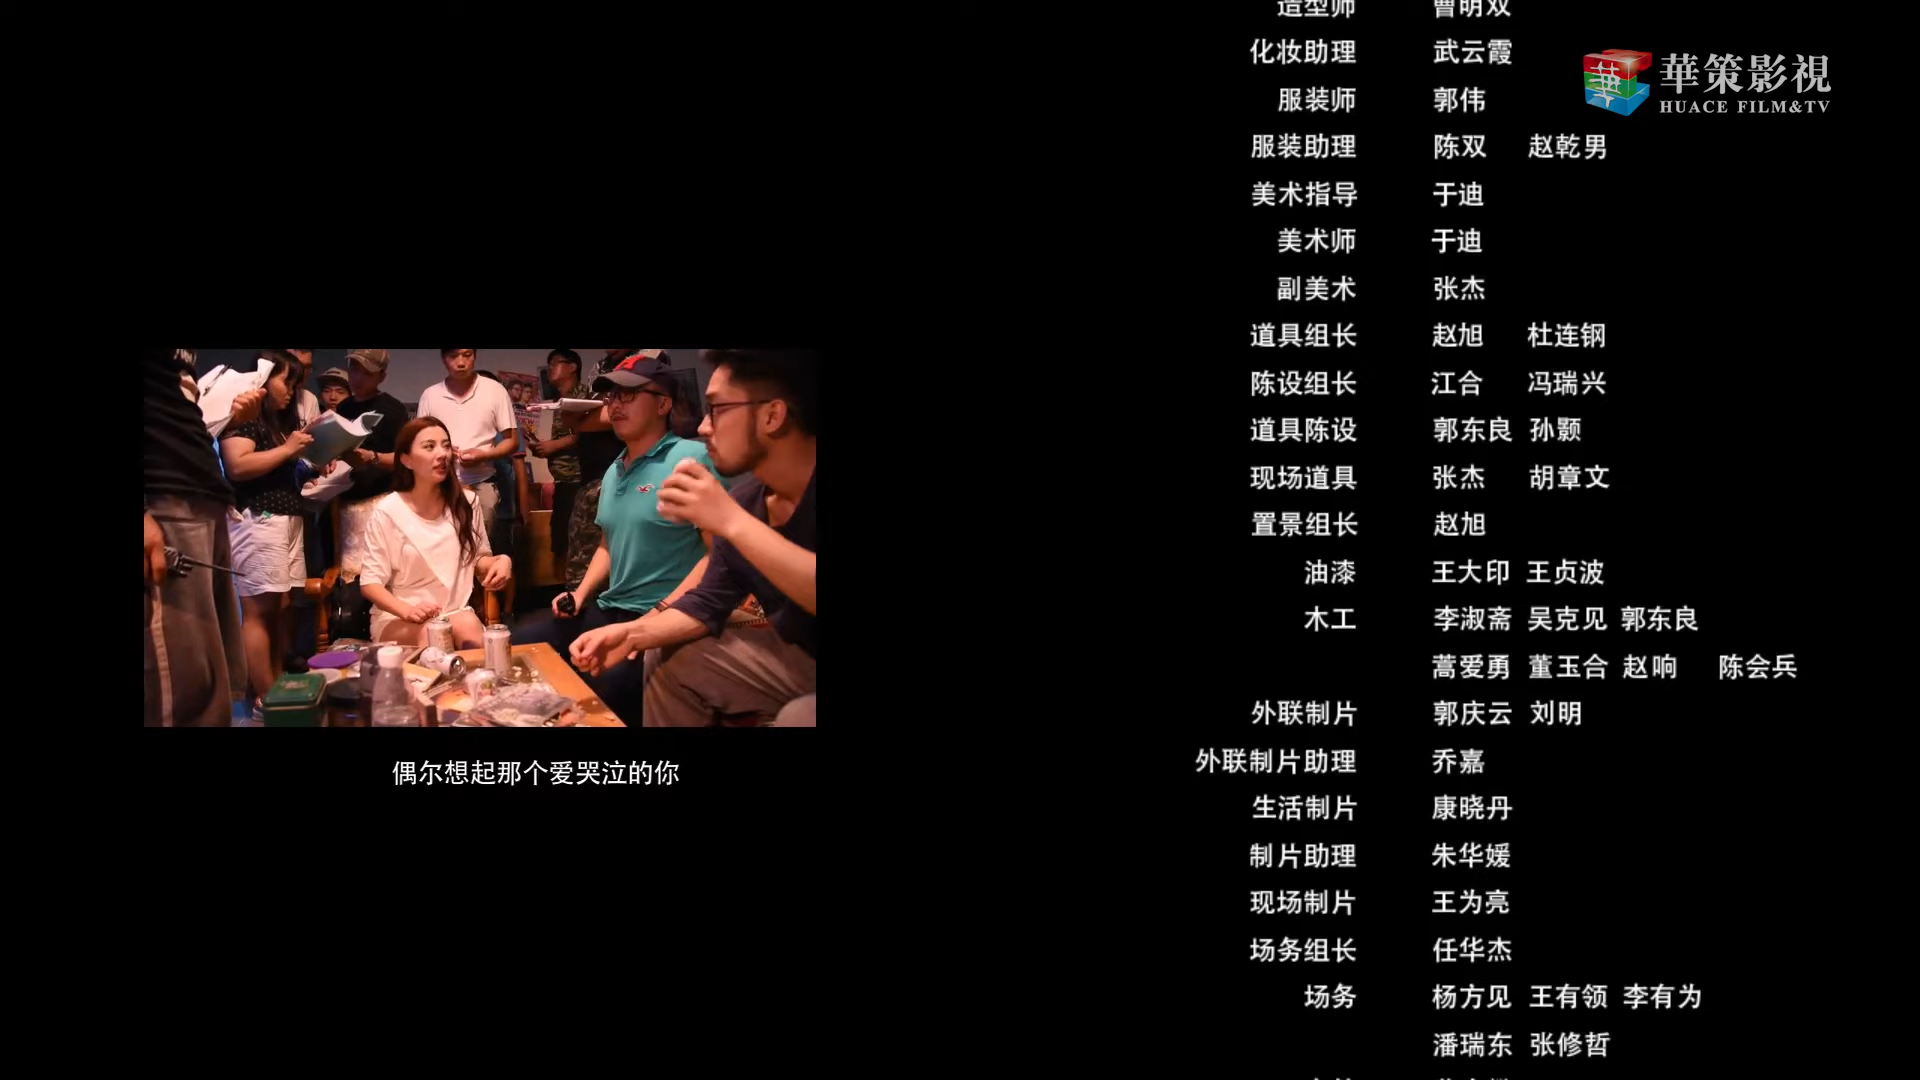 造型师 曹明双
化妆助理 武云霞
華策影視
HUACE FILM&TV
服装师 郭伟
服装助理 陈双 赵乾男
美术指导 于迪
美术师 于迪
副美术 张杰
道具组长 赵旭 杜连钢
陈设组长 江合 冯瑞兴
道具陈设 郭东良 孙颢
现场道具 张杰 胡章文
置景组长 赵旭
油漆 王大印 王贞波
木工 李淑斋 吴克见 郭东良
蒿爱勇 董玉合 赵响 陈会兵
外联制片 郭庆云 刘明
外联制片助理 乔嘉
生活制片 康晓丹
制片助理 朱华媛
现场制片 王为亮
场务组长 任华杰
场务 杨方见 王有领 李有为
潘瑞东 张修哲
偶尔想起那个爱哭泣的你